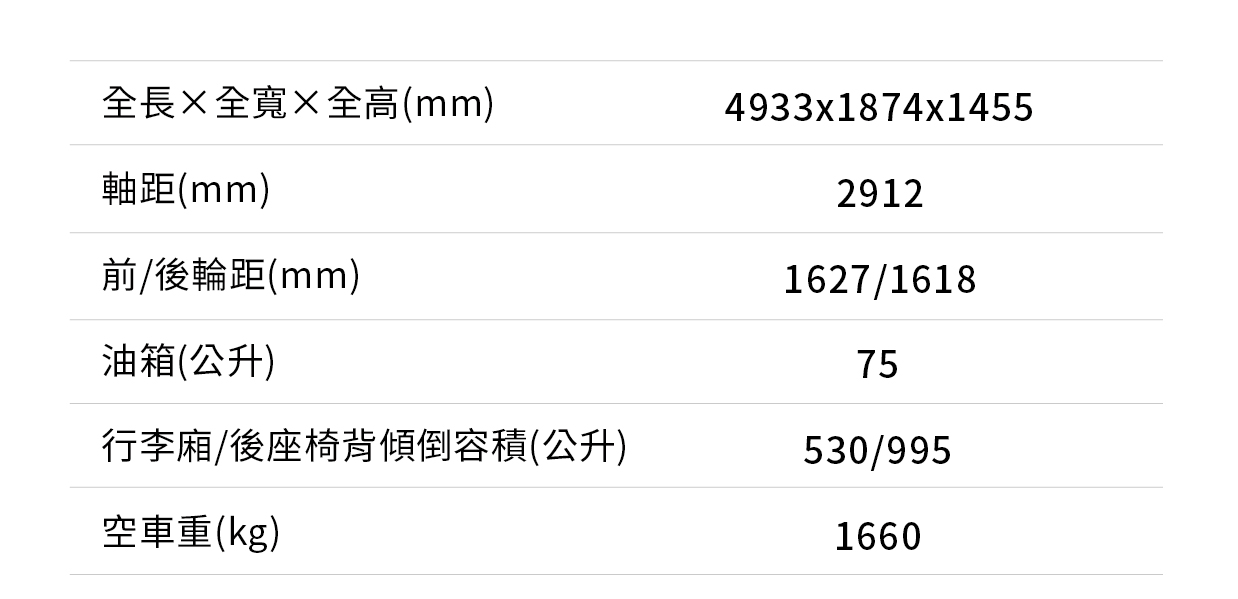 全長×全寬×全高(mm) 4933x1874x1455
軸距(mm) 2912
前/後輪距(mm) 1627/1618
油箱(公升) 75
行李廂/後座椅背傾倒容積(公升) 530/995
空車重(kg) 1660